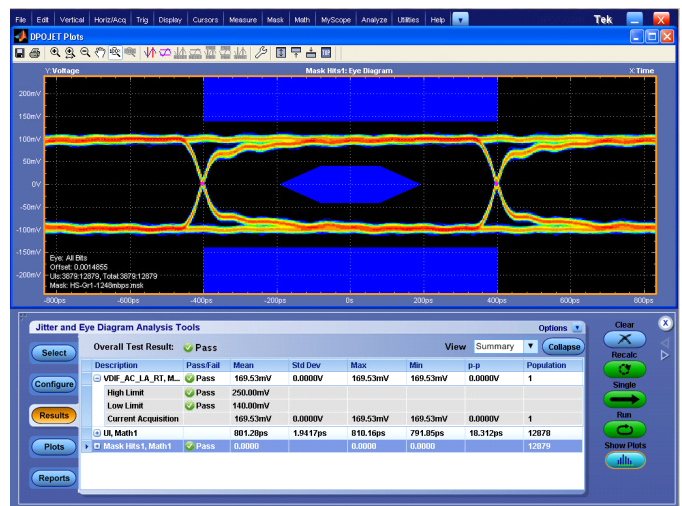 File Edit Vertical Horiz/Acq Trig Display Cursors Measure Mask Math MyScope Analyze Utilities Help Tek
DPOJET Plots
Y:Voltage Mask Hits1: Eye Diagram X:Time
200mV
150mV
100mV
50mV
0V
-50mV
-100mV
-150mV
-200mV
Eye: All Bits
Offset: 0.0014855
UIs:3879:12879, Total:3879:12879
Mask: HS-Gr1-1248mbps.msk
-800ps -600ps -400ps -200ps 0s 200ps 400ps 600ps 800ps
Jitter and Eye Diagram Analysis Tools Options
Clear
Overall Test Result: Pass View Summary Collapse
Select
Configure
Results
Plots
Reports
Description Pass/Fail Mean Std Dev Max Min p-p Population
VDIF_AC_LA_RT, M... Pass 169.53mV 0.0000V 169.53mV 169.53mV 0.0000V 1
High Limit Pass 250.00mV
Low Limit Pass 140.00mV
Current Acquisition 169.53mV 0.0000V 169.53mV 169.53mV 0.0000V 1
UI, Math1 801.28ps 1.9417ps 810.16ps 791.85ps 18.312ps 12878
Mask Hits1, Math1 Pass 0.0000 0.0000 0.0000 12879
Recalc
Single
Run
Show Plots